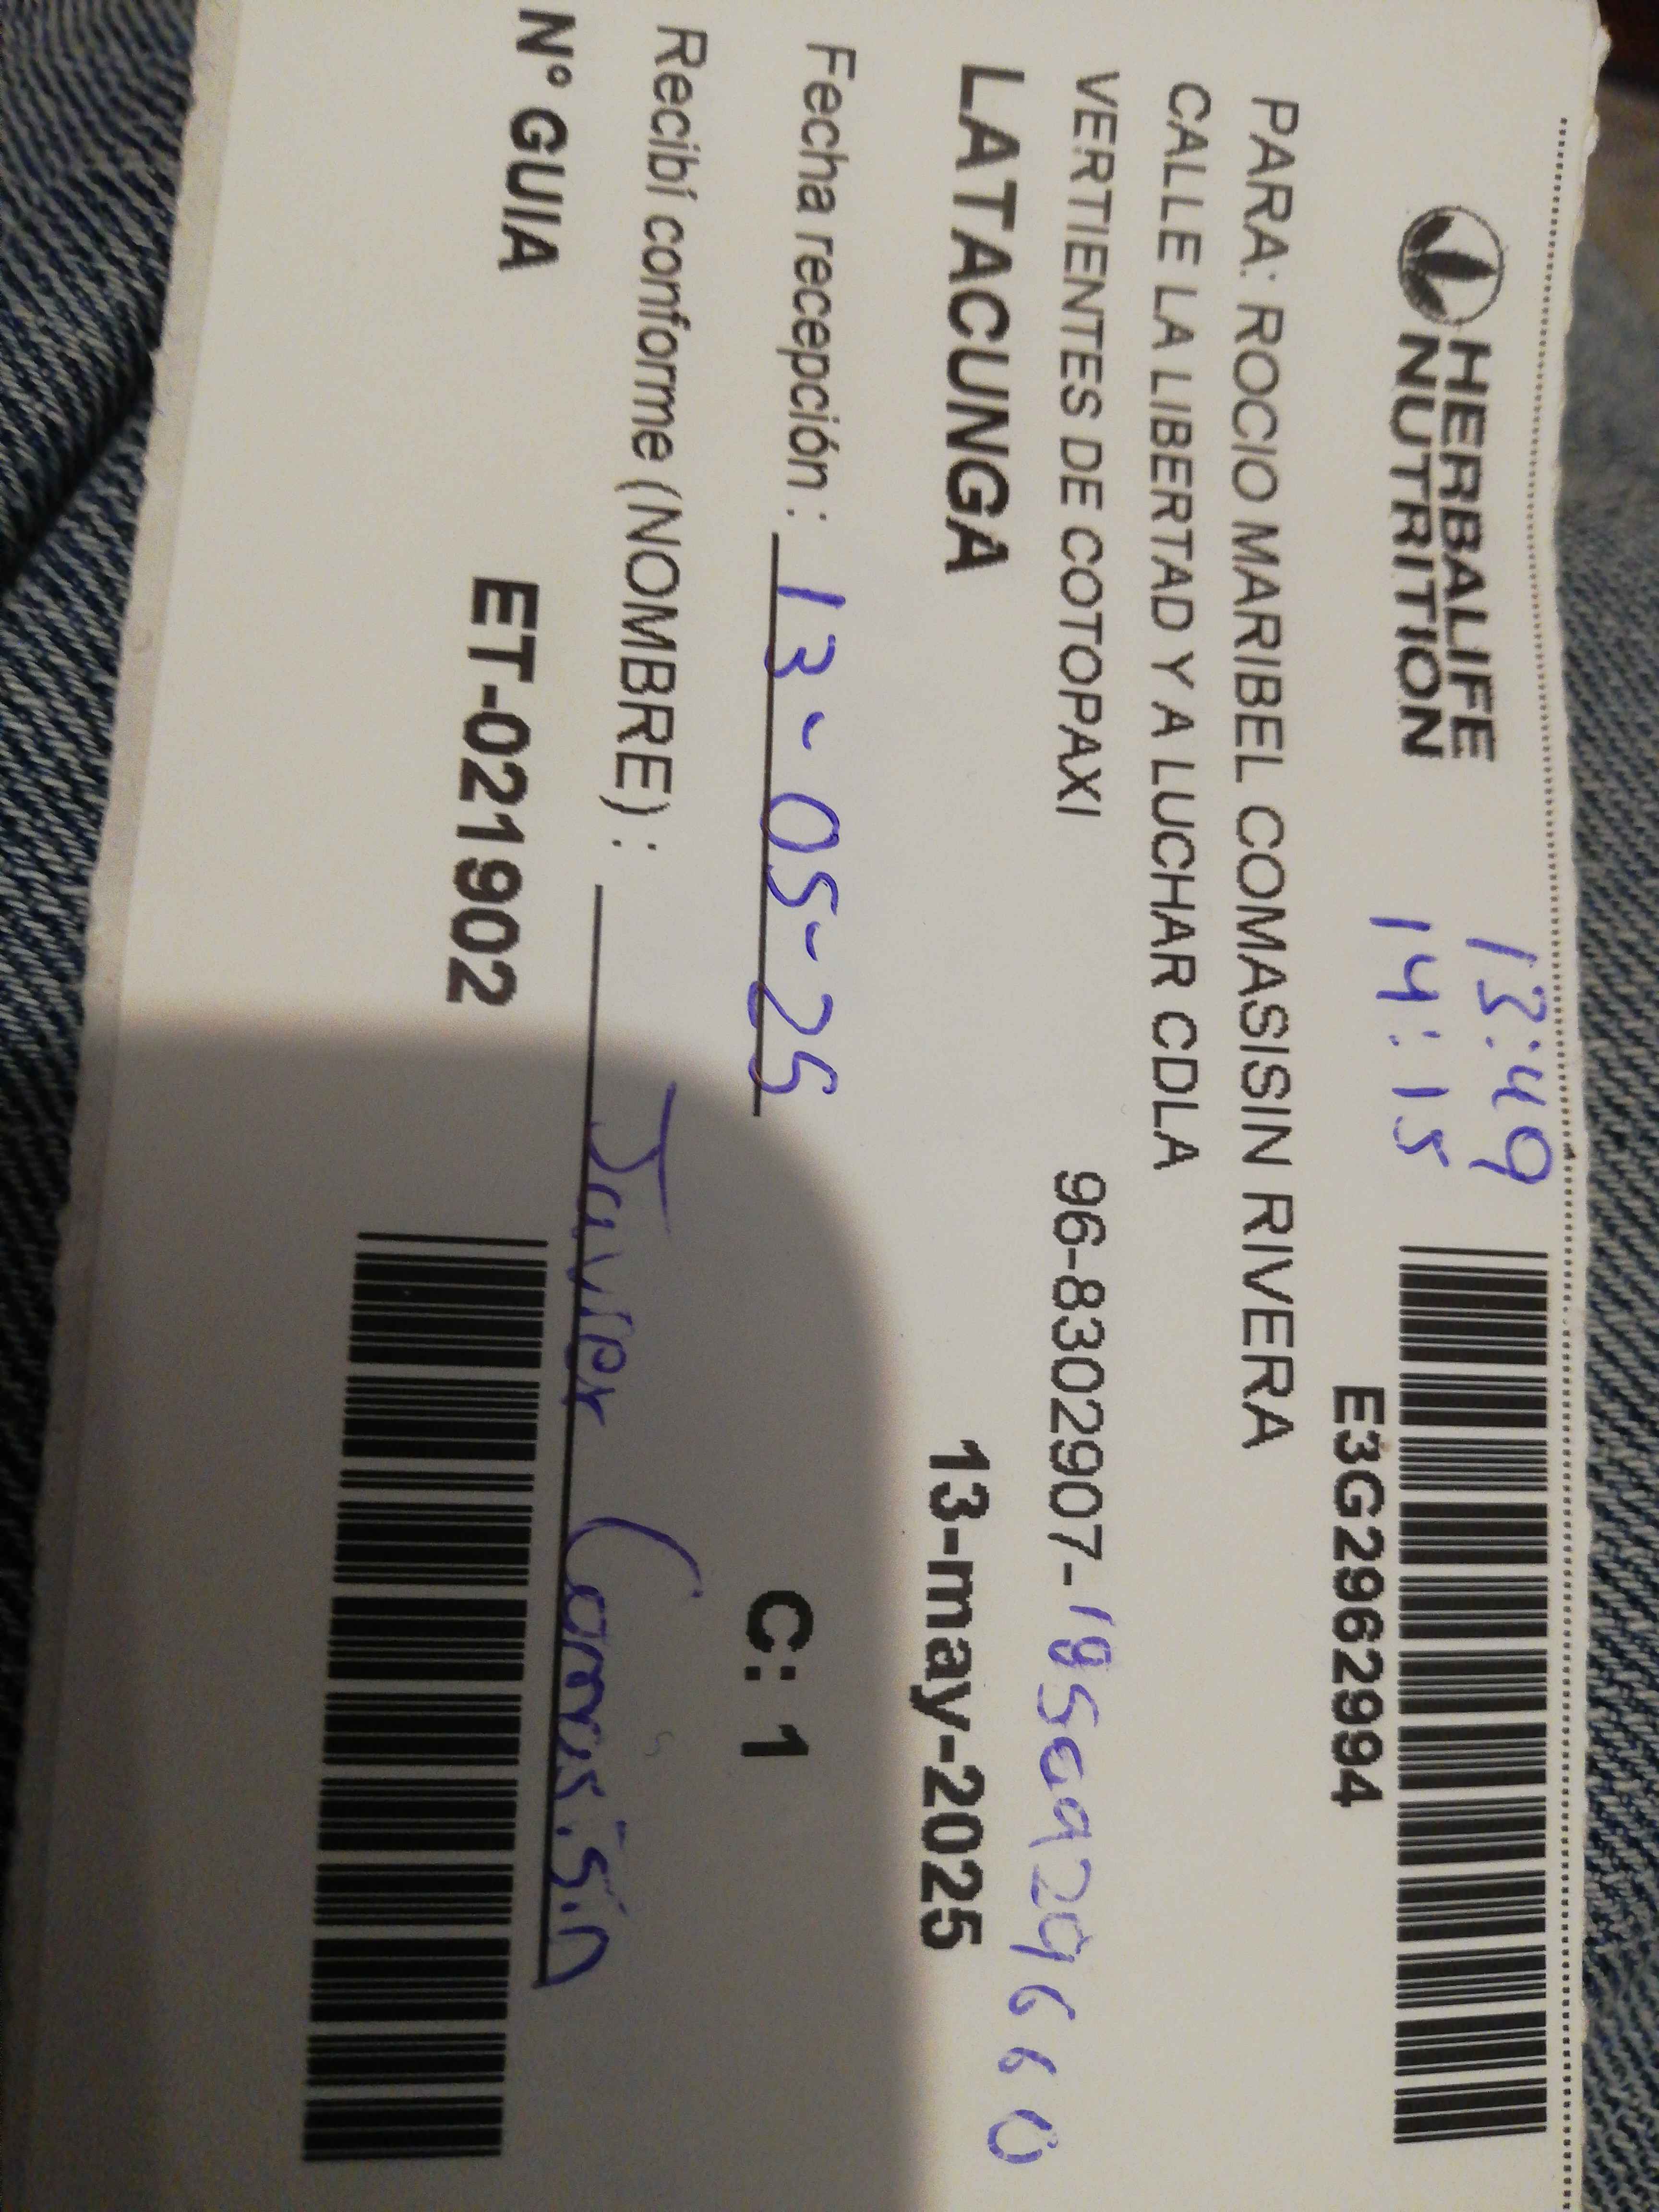 HERBALIFE
NUTRITION
13:49
14:15
E3G2962994
PARA: ROCIO MARIBEL COMASISIN RIVERA
CALLE LA LIBERTAD Y A LUCHAR CDLA
VERTIENTES DE COTOPAXI 96-8302907-
LATACUNGA 13-may-2025
Fecha recepción : 13-05-25 C: 1
Recibí conforme (NOMBRE) : Javier Comasisin
N° GUIA ET-021902